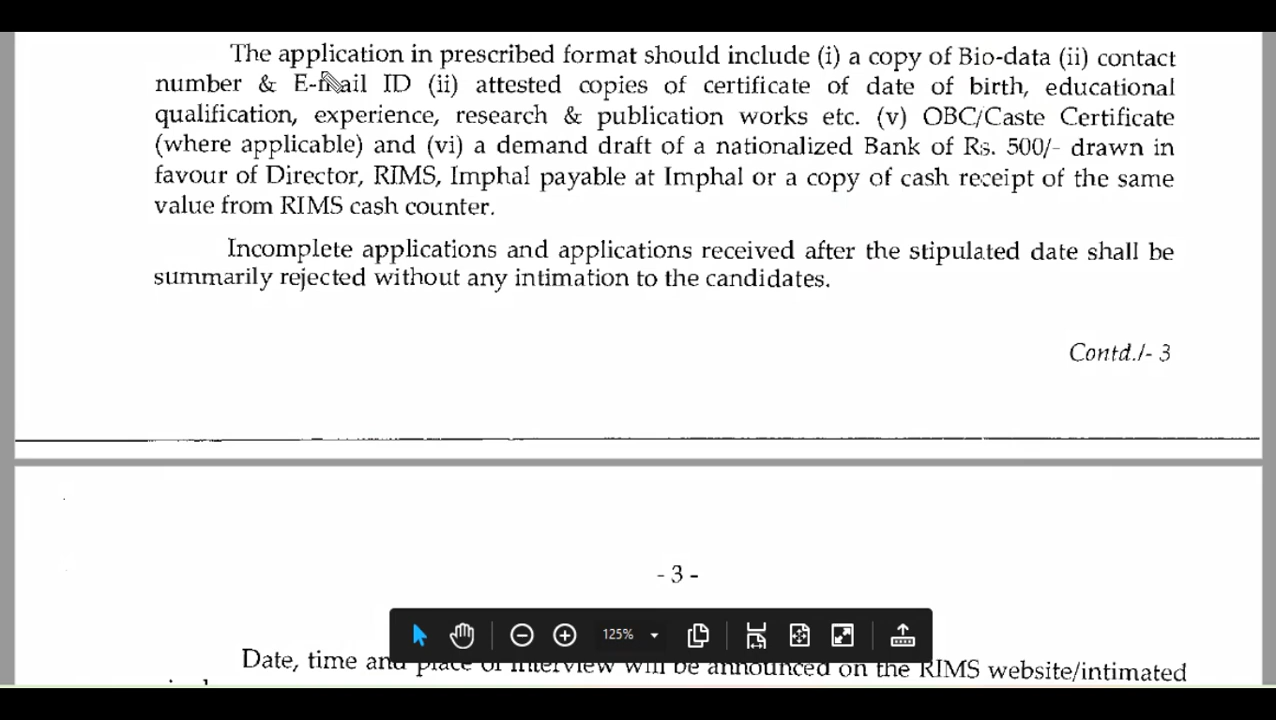 The application in prescribed format should include (i) a copy of Bio-data (ii) contact
number & E-mail ID (ii) attested copies of certificate of date of birth, educational
qualification, experience, research & publication works etc. (v) OBC/Caste Certificate
(where applicable) and (vi) a demand draft of a nationalized Bank of Rs. 500/- drawn in
favour of Director, RIMS, Imphal payable at Imphal or a copy of cash receipt of the same
value from RIMS cash counter.
Incomplete applications and applications received after the stipulated date shall be
summarily rejected without any intimation to the candidates.
Contd./- 3
- 3 -
125%
Date, time and place of interview will be announced on the RIMS website/intimated